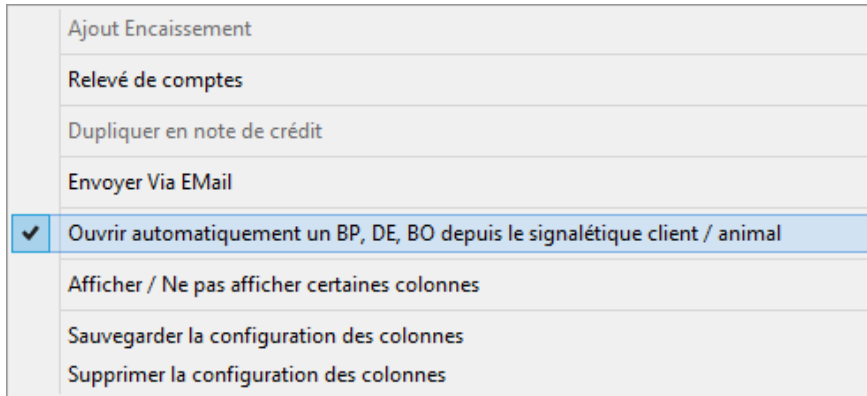 Ajout Encaissement
Relevé de comptes
Dupliquer en note de crédit
Envoyer Via EMail
Ouvrir automatiquement un BP, DE, BO depuis le signalétique client / animal
Afficher / Ne pas afficher certaines colonnes
Sauvegarder la configuration des colonnes
Supprimer la configuration des colonnes